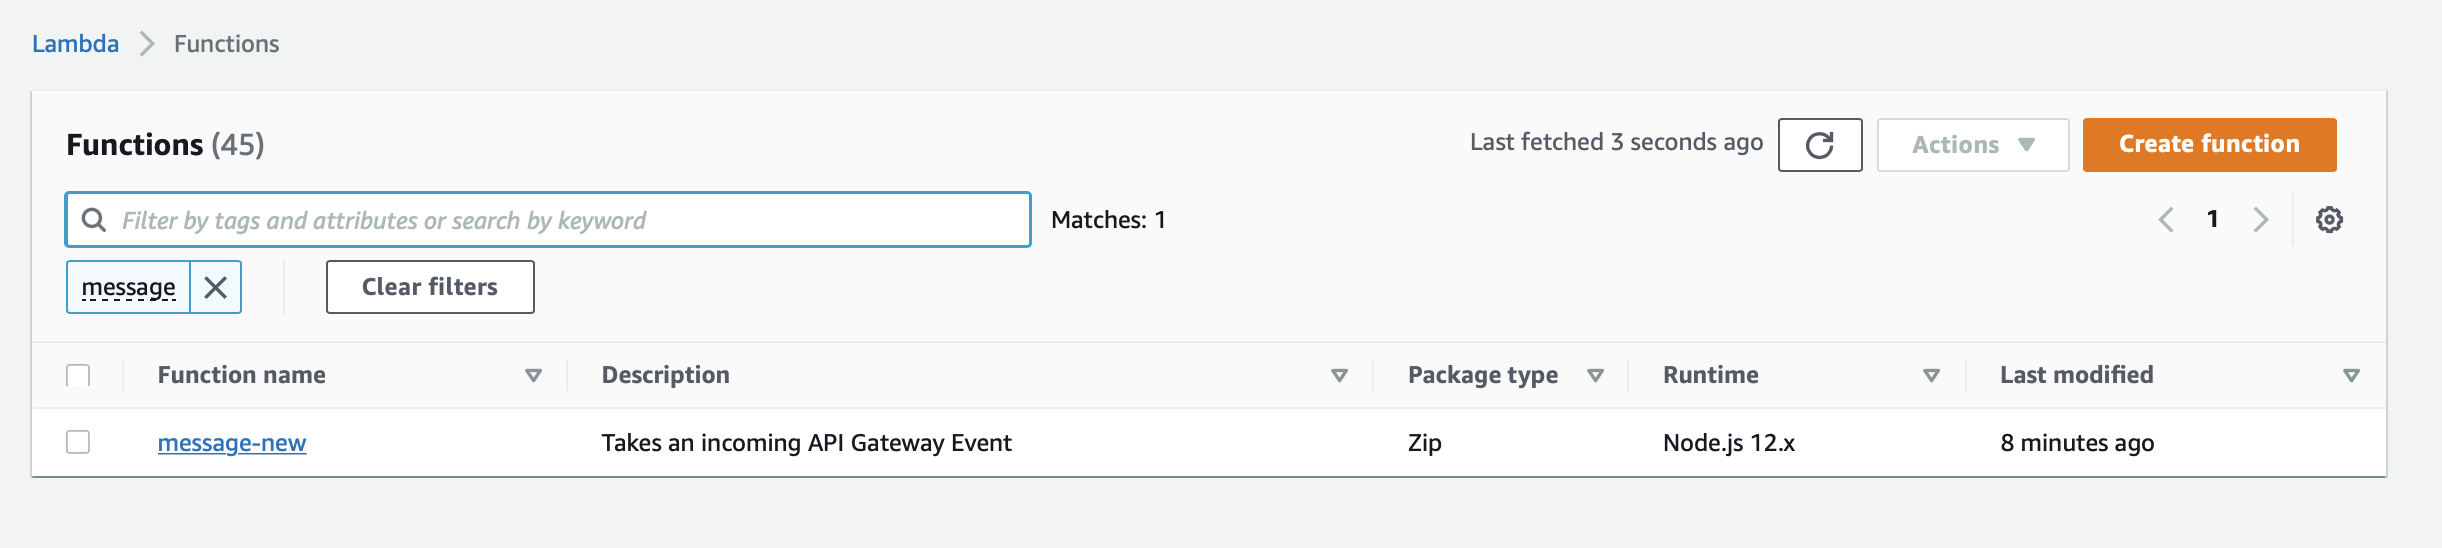 Lambda > Functions
Functions (45)
Last fetched 3 seconds ago
Actions
Create function
Filter by tags and attributes or search by keyword
Matches: 1
1
message
Clear filters
Function name Description Package type Runtime Last modified
message-new Takes an incoming API Gateway Event Zip Node.js 12.x 8 minutes ago